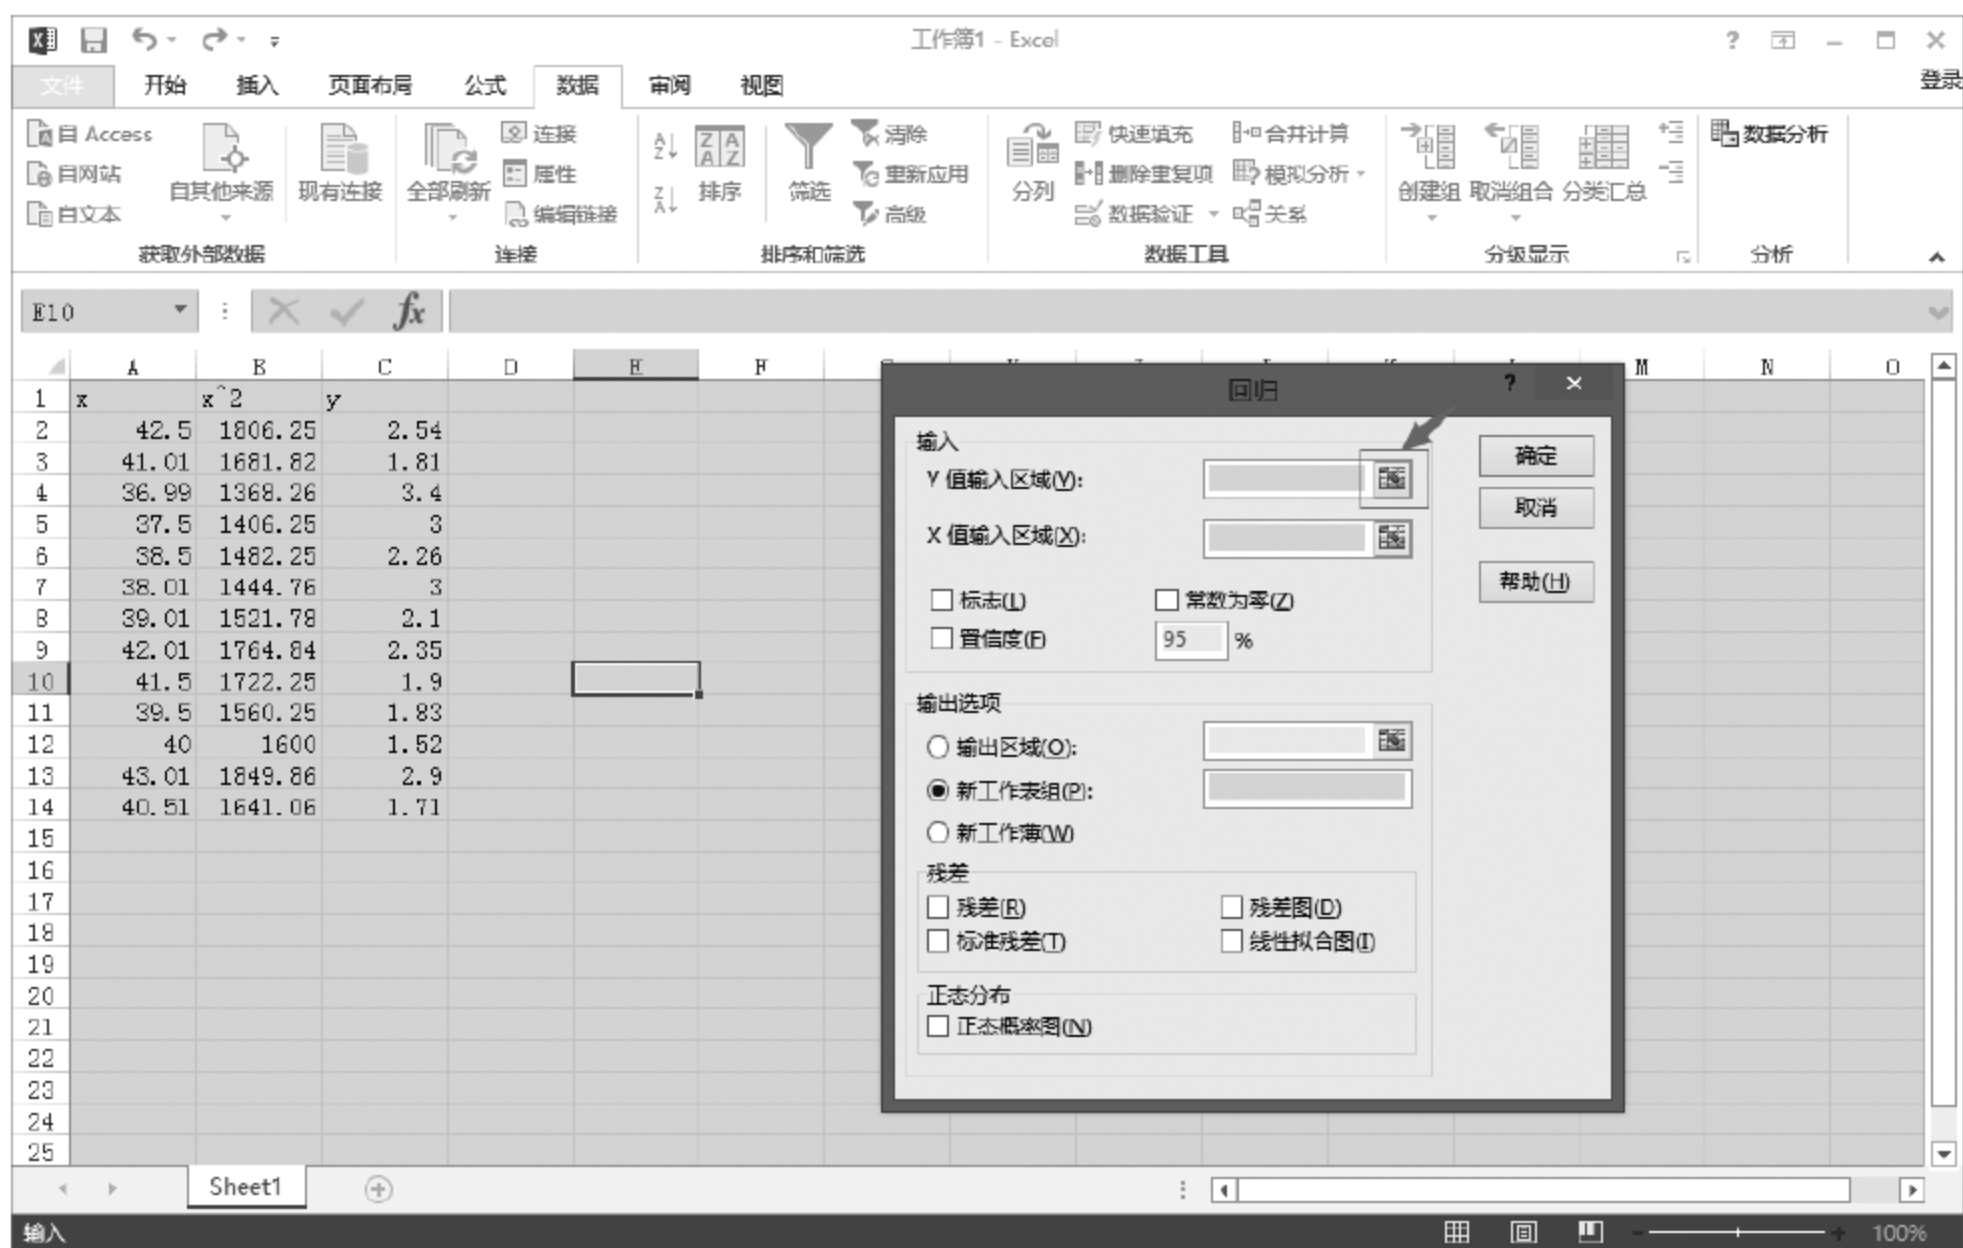 工作簿1 - Excel
?
登录
文件 开始 插入 页面布局 公式 数据 审阅 视图
自 Access
自网站
自文本
自其他来源
现有连接
获取外部数据
全部刷新
连接
属性
编辑链接
连接
排序
筛选
清除
重新应用
高级
排序和筛选
分列
快速填充
删除重复项
数据验证
合并计算
模拟分析
关系
数据工具
创建组
取消组合
分类汇总
分级显示
数据分析
分析
E10
fx
A B C D E F M N O
1 x x^2 y
2 42.5 1806.25 2.54
3 41.01 1681.82 1.81
4 36.99 1368.26 3.4
5 37.5 1406.25 3
6 38.5 1482.25 2.26
7 38.01 1444.76 3
8 39.01 1521.78 2.1
9 42.01 1764.84 2.35
10 41.5 1722.25 1.9
11 39.5 1560.25 1.83
12 40 1600 1.52
13 43.01 1849.86 2.9
14 40.51 1641.06 1.71
15
16
17
18
19
20
21
22
23
24
25
回归
?
输入
Y 值输入区域(Y):
X 值输入区域(X):
标志(L)
常数为零(Z)
置信度(F)
95 %
确定
取消
帮助(H)
输出选项
输出区域(O):
新工作表组(P):
新工作薄(W)
残差
残差(R)
残差图(D)
标准残差(T)
线性拟合图(I)
正态分布
正态概率图(N)
Sheet1
输入
100%